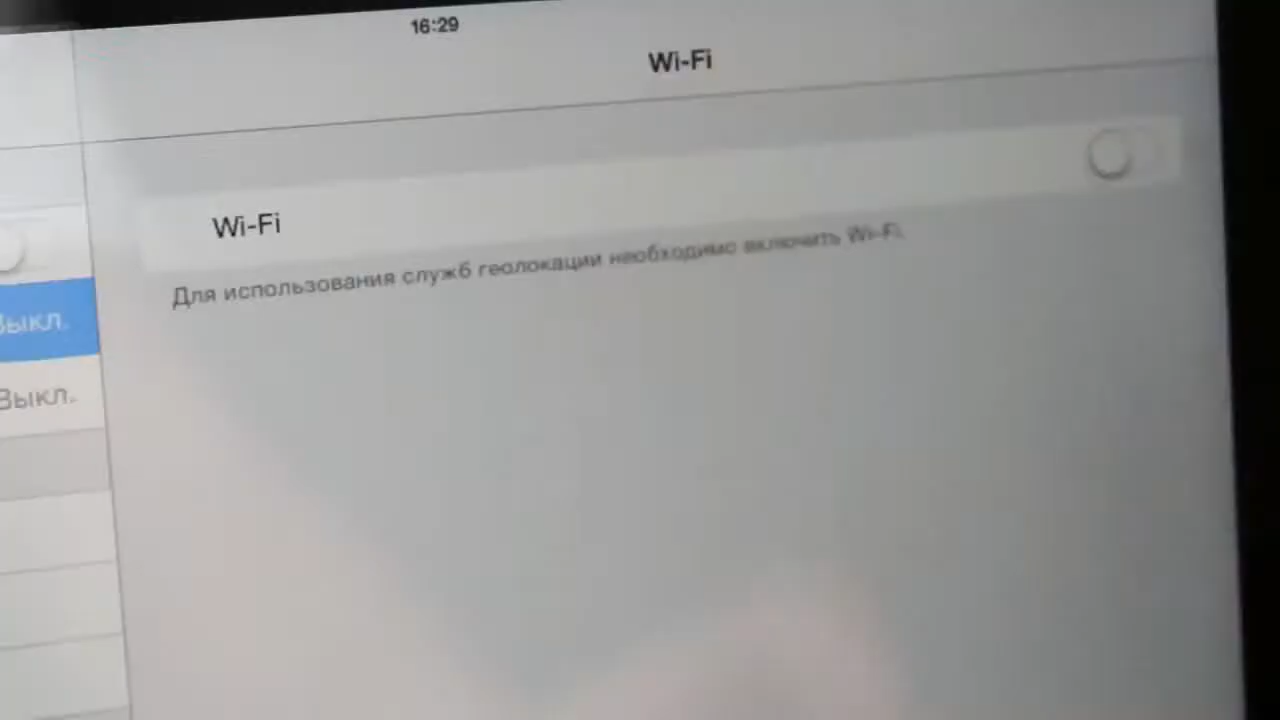 16:29
Wi-Fi
Wi-Fi
Для использования служб геолокации необходимо включить Wi-Fi.
Выкл.
Выкл.